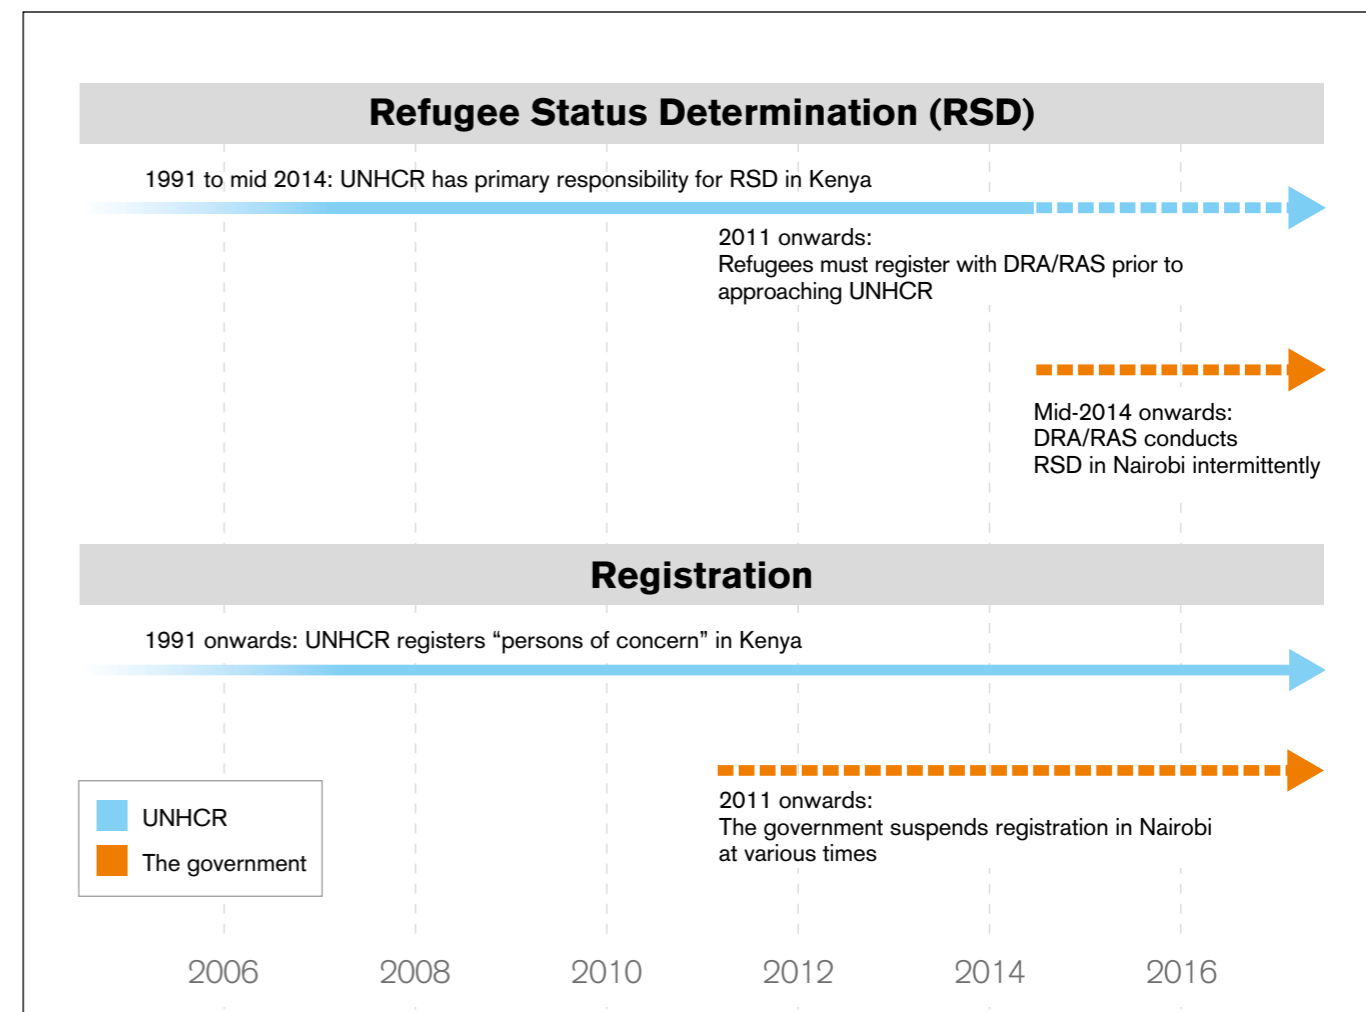 Refugee Status Determination (RSD)
1991 to mid 2014: UNHCR has primary responsibility for RSD in Kenya
2011 onwards:
Refugees must register with DRA/RAS prior to
approaching UNHCR
Mid-2014 onwards:
DRA/RAS conducts
RSD in Nairobi intermittently
Registration
1991 onwards: UNHCR registers “persons of concern” in Kenya
2011 onwards:
The government suspends registration in Nairobi
at various times
UNHCR
The government
2006 2008 2010 2012 2014 2016